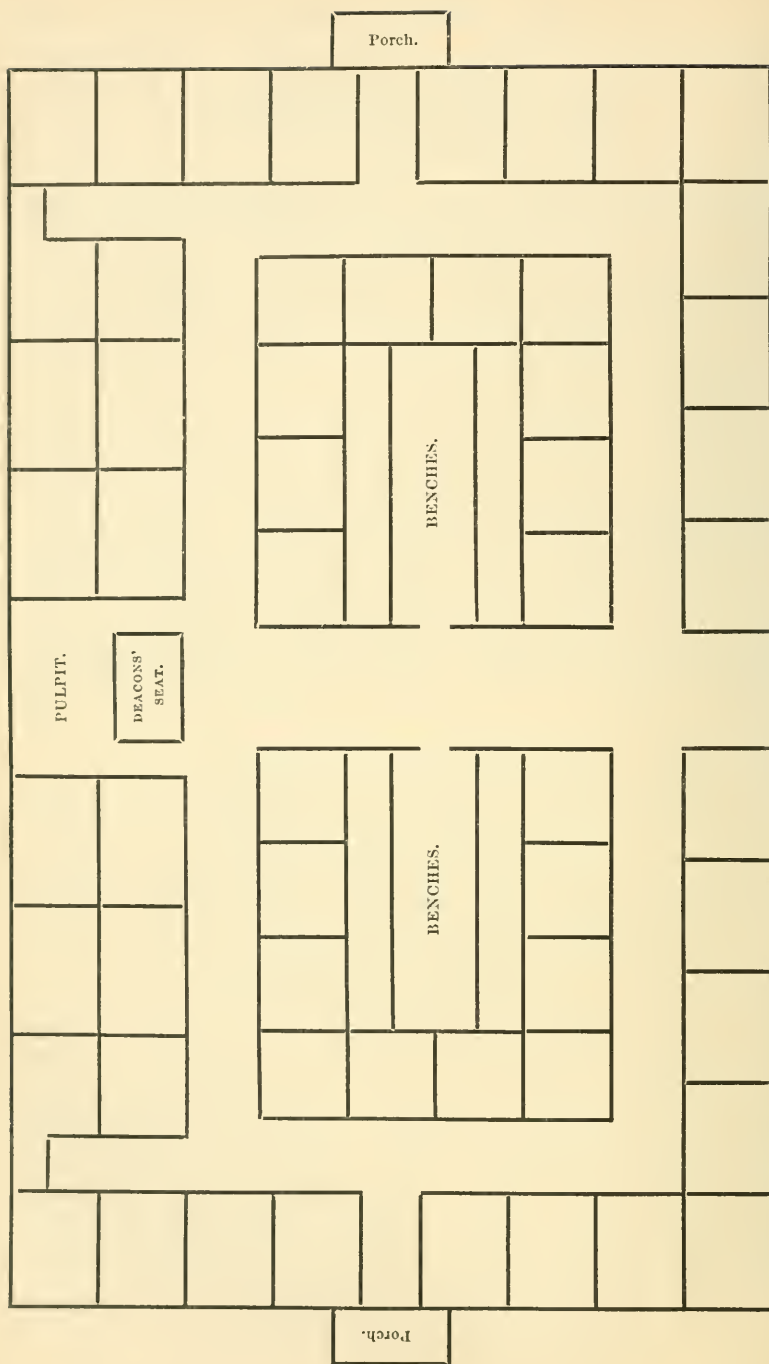 Porch.
BENCHES.
PULPIT.
DEACONS'
SEAT.
BENCHES.
Porch.